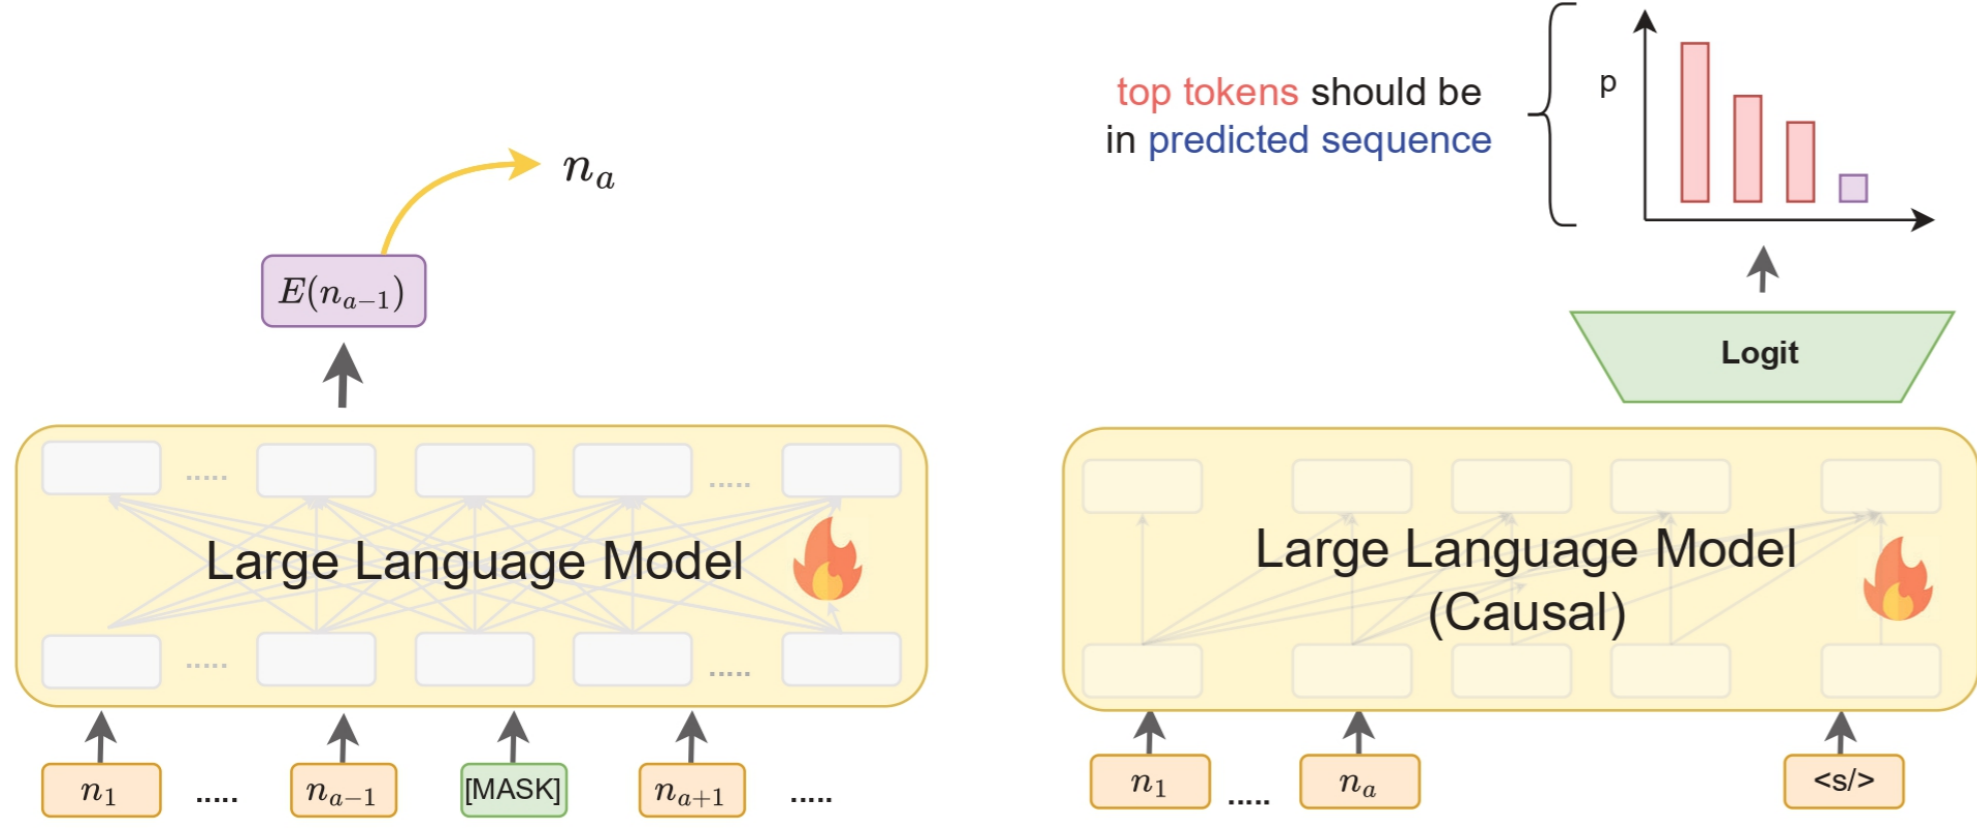 n_a
E(n_{a-1})
Large Language Model
n_1
.....
n_{a-1}
[MASK]
n_{a+1}
.....
top tokens should be
in predicted sequence
p
Logit
Large Language Model
(Causal)
n_1
.....
n_a
<s/>